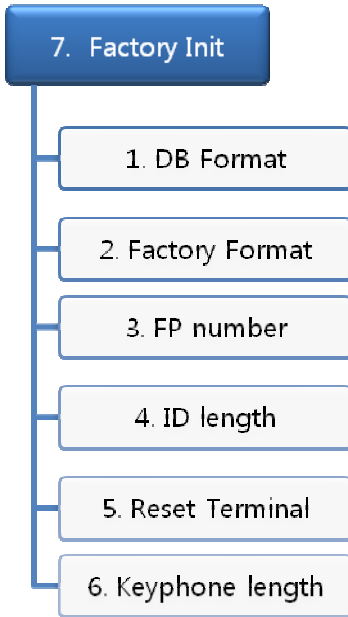 7. Factory Init
1. DB Format
2. Factory Format
3. FP number
4. ID length
5. Reset Terminal
6. Keyphone length